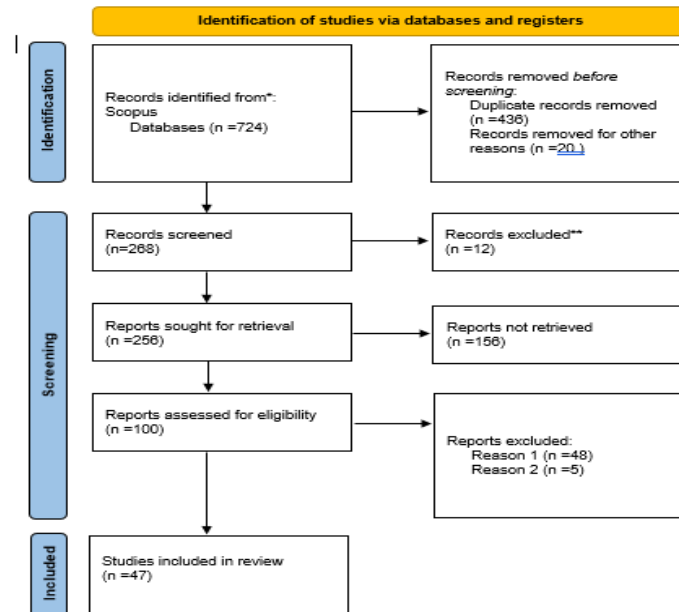 Identification of studies via databases and registers
Identification
Records identified from*:
Scopus
Databases (n =724)
Records removed before
screening:
Duplicate records removed
(n =436)
Records removed for other
reasons (n =20 )
Screening
Records screened
(n=268)
Records excluded**
(n =12)
Reports sought for retrieval
(n =256)
Reports not retrieved
(n =156)
Reports assessed for eligibility
(n =100)
Reports excluded:
Reason 1 (n =48)
Reason 2 (n =5)
Included
Studies included in review
(n =47)